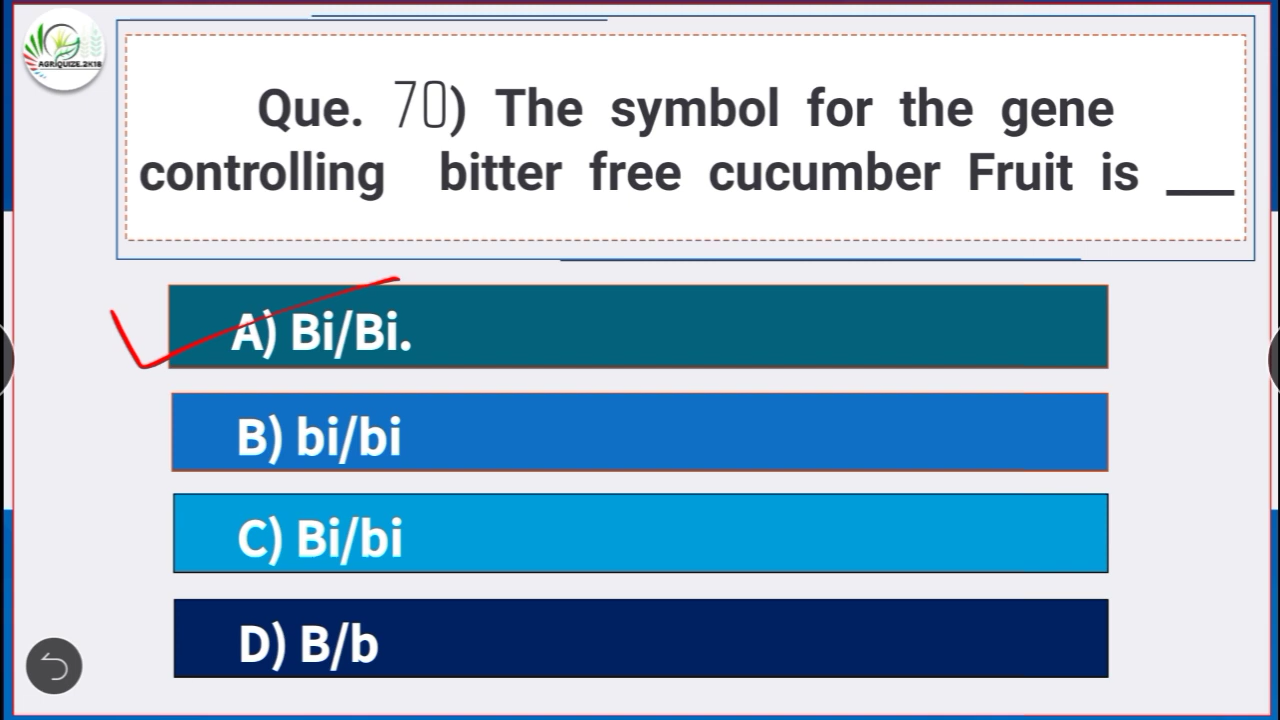 AGRIQUIZE.2K18
Que. 70) The symbol for the gene
controlling bitter free cucumber Fruit is ___
A) Bi/Bi.
B) bi/bi
C) Bi/bi
D) B/b